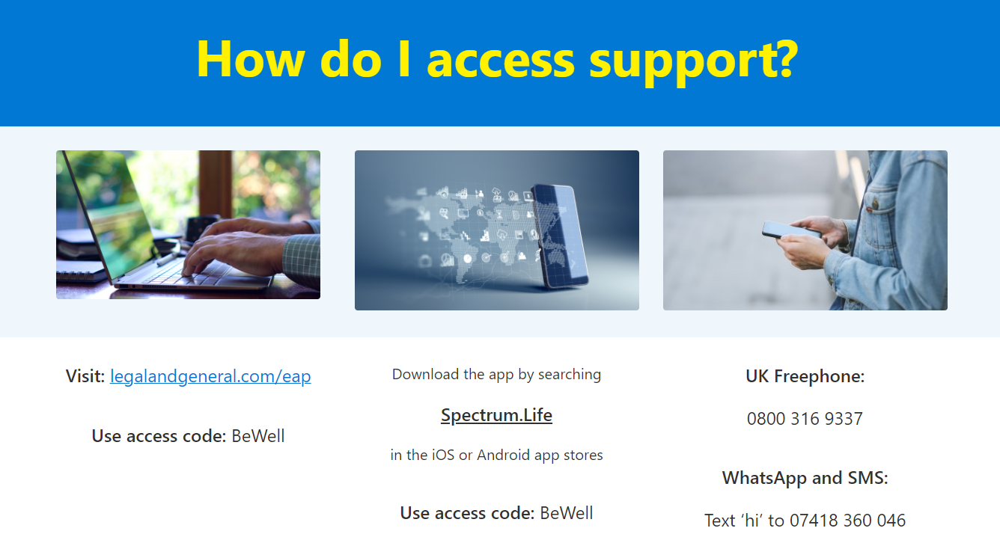 How do I access support?
Visit: legalandgeneral.com/eap
Use access code: BeWell
Download the app by searching
Spectrum.Life
in the iOS or Android app stores
Use access code: BeWell
UK Freephone:
0800 316 9337
WhatsApp and SMS:
Text ‘hi’ to 07418 360 046